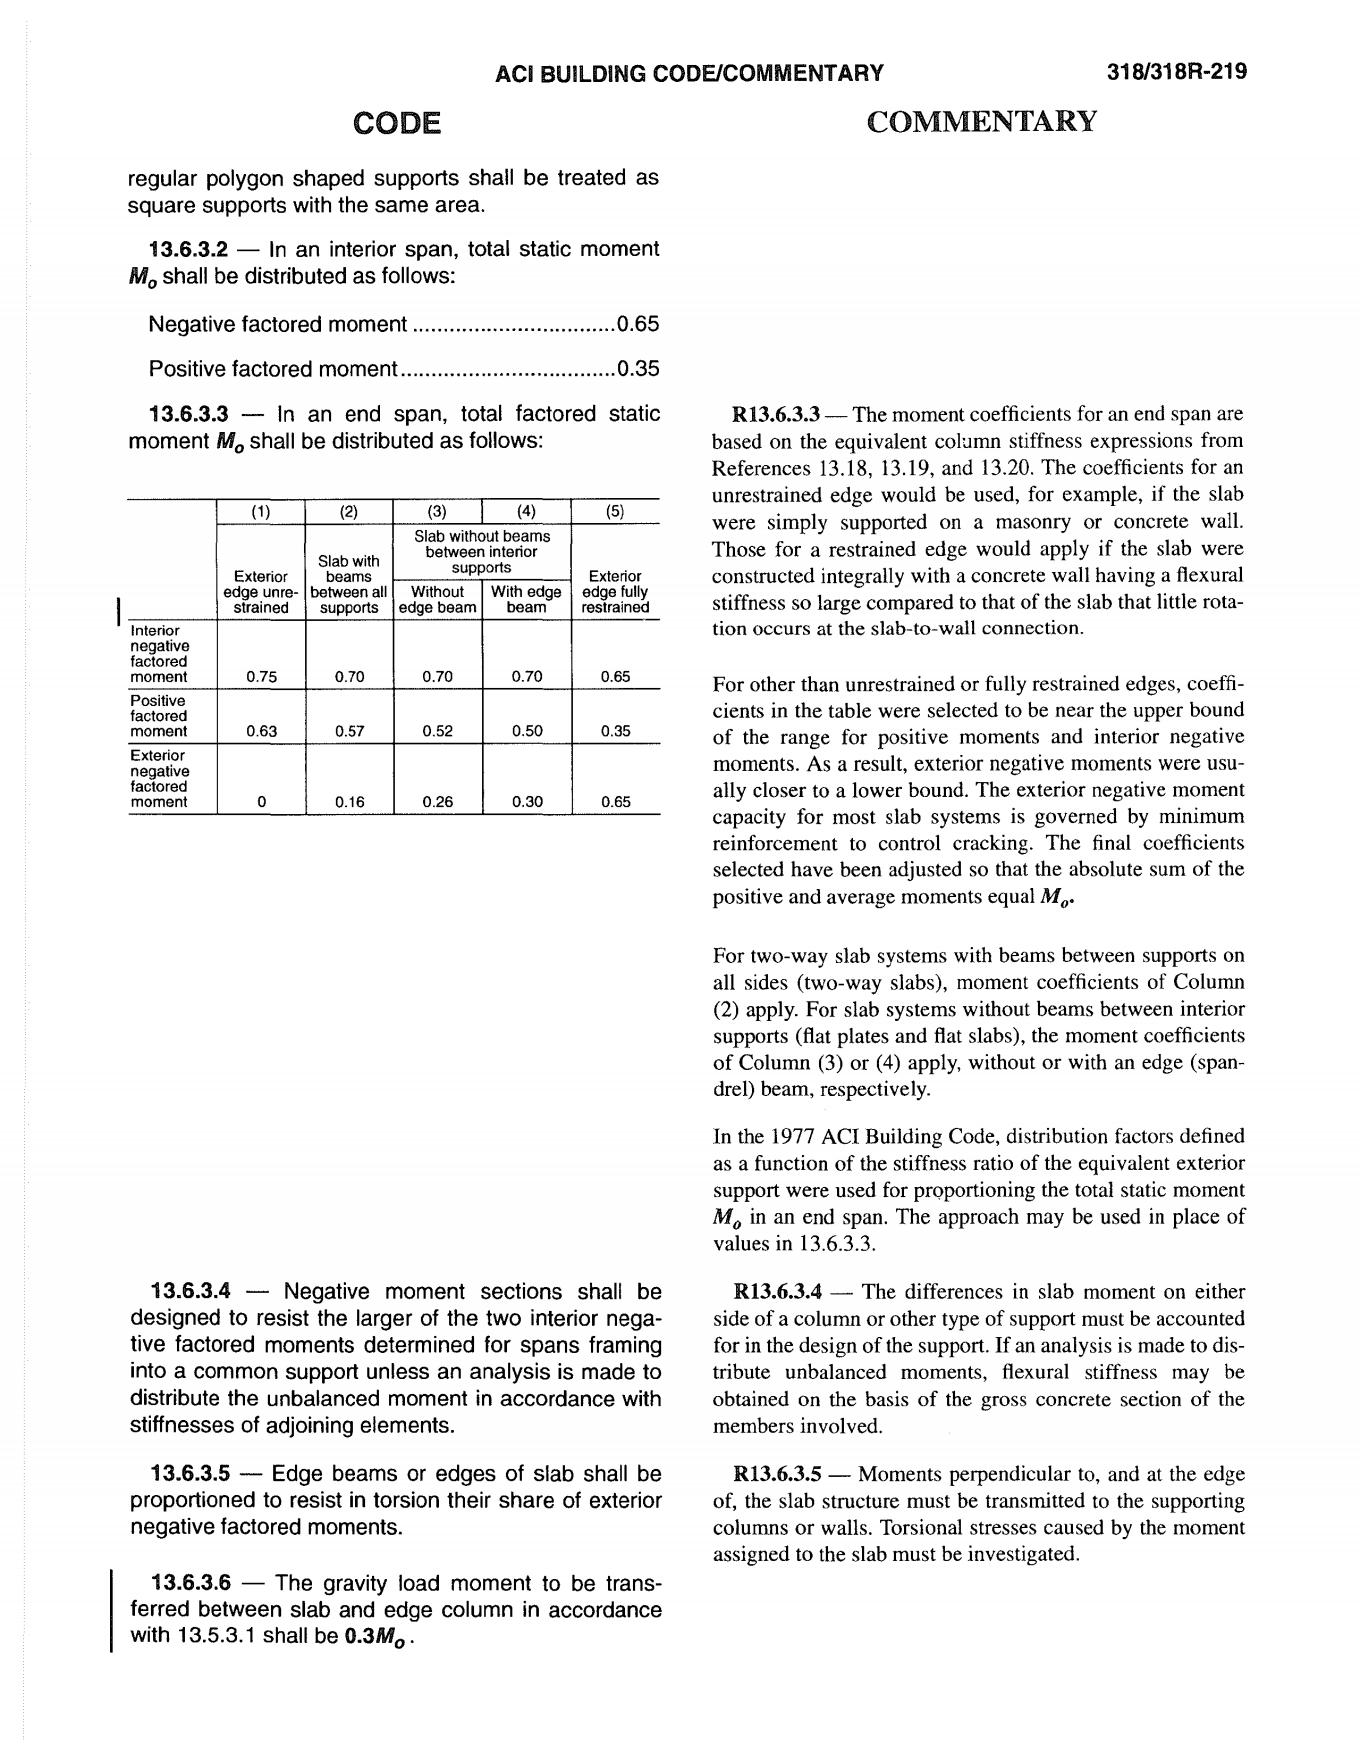 ACI BUILDING CODE/COMMENTARY 318/318R-219
CODE
regular polygon shaped supports shall be treated as
square supports with the same area.
13.6.3.2 — In an interior span, total static moment
Mo shall be distributed as follows:
Negative factored moment .................................0.65
Positive factored moment...................................0.35
13.6.3.3 — In an end span, total factored static
moment Mo shall be distributed as follows:
(1) (2) (3) (4) (5)
Exterior
edge unre-
strained
Slab with
beams
between all
supports
Slab without beams
between interior
supports
Without
edge beam
With edge
beam
Exterior
edge fully
restrained
Interior
negative
factored
moment 0.75 0.70 0.70 0.70 0.65
Positive
factored
moment 0.63 0.57 0.52 0.50 0.35
Exterior
negative
factored
moment 0 0.16 0.26 0.30 0.65
13.6.3.4 — Negative moment sections shall be
designed to resist the larger of the two interior nega-
tive factored moments determined for spans framing
into a common support unless an analysis is made to
distribute the unbalanced moment in accordance with
stiffnesses of adjoining elements.
13.6.3.5 — Edge beams or edges of slab shall be
proportioned to resist in torsion their share of exterior
negative factored moments.
13.6.3.6 — The gravity load moment to be trans-
ferred between slab and edge column in accordance
with 13.5.3.1 shall be 0.3Mo .
COMMENTARY
R13.6.3.3 — The moment coefficients for an end span are
based on the equivalent column stiffness expressions from
References 13.18, 13.19, and 13.20. The coefficients for an
unrestrained edge would be used, for example, if the slab
were simply supported on a masonry or concrete wall.
Those for a restrained edge would apply if the slab were
constructed integrally with a concrete wall having a flexural
stiffness so large compared to that of the slab that little rota-
tion occurs at the slab-to-wall connection.
For other than unrestrained or fully restrained edges, coeffi-
cients in the table were selected to be near the upper bound
of the range for positive moments and interior negative
moments. As a result, exterior negative moments were usu-
ally closer to a lower bound. The exterior negative moment
capacity for most slab systems is governed by minimum
reinforcement to control cracking. The final coefficients
selected have been adjusted so that the absolute sum of the
positive and average moments equal Mo.
For two-way slab systems with beams between supports on
all sides (two-way slabs), moment coefficients of Column
(2) apply. For slab systems without beams between interior
supports (flat plates and flat slabs), the moment coefficients
of Column (3) or (4) apply, without or with an edge (span-
drel) beam, respectively.
In the 1977 ACI Building Code, distribution factors defined
as a function of the stiffness ratio of the equivalent exterior
support were used for proportioning the total static moment
Mo in an end span. The approach may be used in place of
values in 13.6.3.3.
R13.6.3.4 — The differences in slab moment on either
side of a column or other type of support must be accounted
for in the design of the support. If an analysis is made to dis-
tribute unbalanced moments, flexural stiffness may be
obtained on the basis of the gross concrete section of the
members involved.
R13.6.3.5 — Moments perpendicular to, and at the edge
of, the slab structure must be transmitted to the supporting
columns or walls. Torsional stresses caused by the moment
assigned to the slab must be investigated.